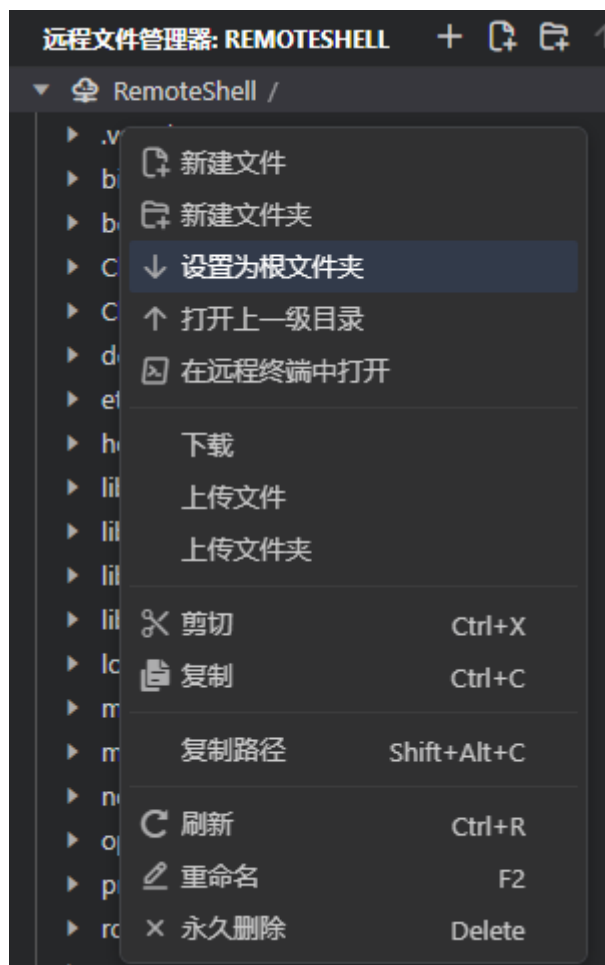 远程文件管理器: REMOTESHELL
RemoteShell /
新建文件
新建文件夹
设置为根文件夹
打开上一级目录
在远程终端中打开
下载
上传文件
上传文件夹
剪切 Ctrl+X
复制 Ctrl+C
复制路径 Shift+Alt+C
刷新 Ctrl+R
重命名 F2
永久删除 Delete